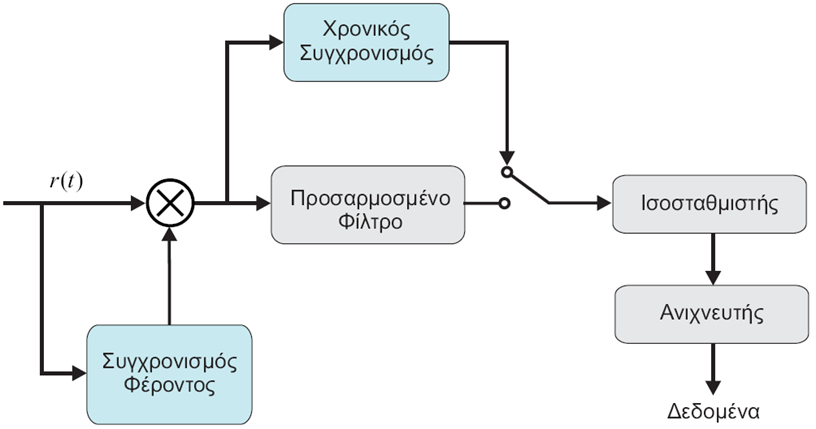 Χρονικός
Συγχρονισμός
r(t)
Προσαρμοσμένο
Φίλτρο
Ισοσταθμιστής
Ανιχνευτής
Συγχρονισμός
Φέροντος
Δεδομένα